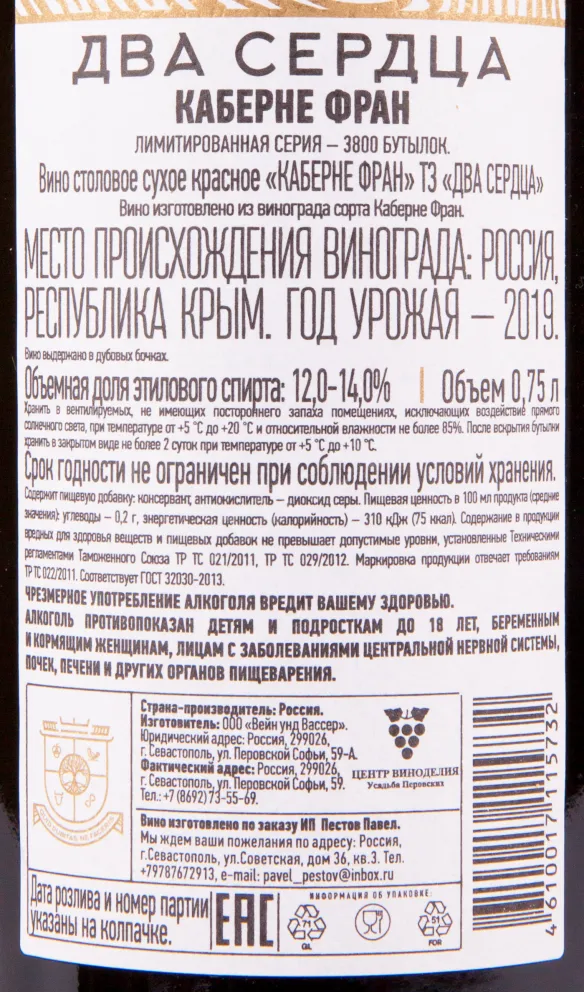 ДВА СЕРДЦА
КАБЕРНЕ ФРАН
ЛИМИТИРОВАННАЯ СЕРИЯ – 3800 БУТЫЛОК.
Вино столовое сухое красное «КАБЕРНЕ ФРАН» ТЗ «ДВА СЕРДЦА»
Вино изготовлено из винограда сорта Каберне Фран.
МЕСТО ПРОИСХОЖДЕНИЯ ВИНОГРАДА: РОССИЯ,
РЕСПУБЛИКА КРЫМ. ГОД УРОЖАЯ – 2019.
Вино выдержано в дубовых бочках.
Объемная доля этилового спирта: 12,0-14,0% | Объем 0,75 л
Хранить в вентилируемых, не имеющих постороннего запаха помещениях, исключающих воздействие прямого
солнечного света, при температуре от +5 °С до +20 °С и относительной влажности не более 85%. После вскрытия бутылки
хранить в закрытом виде не более 2 суток при температуре от +5 °С до +10 °С.
Срок годности не ограничен при соблюдении условий хранения.
Содержит пищевую добавку: консервант, антиокислитель – диоксид серы. Пищевая ценность в 100 мл продукта (средние
значения): углеводы – 0,2 г, энергетическая ценность (калорийность) – 310 кДж (75 ккал). Содержание в продукции
вредных для здоровья веществ и пищевых добавок не превышает допустимые уровни, установленные Техническими
регламентами Таможенного Союза ТР ТС 021/2011, ТР ТС 029/2012. Маркировка продукции отвечает требованиям
ТР ТС 022/2011. Соответствует ГОСТ 32030-2013.
ЧРЕЗМЕРНОЕ УПОТРЕБЛЕНИЕ АЛКОГОЛЯ ВРЕДИТ ВАШЕМУ ЗДОРОВЬЮ.
АЛКОГОЛЬ ПРОТИВОПОКАЗАН ДЕТЯМ И ПОДРОСТКАМ ДО 18 ЛЕТ, БЕРЕМЕННЫМ
И КОРМЯЩИМ ЖЕНЩИНАМ, ЛИЦАМ С ЗАБОЛЕВАНИЯМИ ЦЕНТРАЛЬНОЙ НЕРВНОЙ СИСТЕМЫ,
ПОЧЕК, ПЕЧЕНИ И ДРУГИХ ОРГАНОВ ПИЩЕВАРЕНИЯ.
Страна-производитель: Россия.
Изготовитель: ООО «Вейн унд Вассер».
Юридический адрес: Россия, 299026,
г. Севастополь, ул. Перовской Софьи, 59-А.
Фактический адрес: Россия, 299026,
г. Севастополь, ул. Перовской Софьи, 59.
Тел.: +7 (8692) 73-55-69.
ЦЕНТР ВИНОДЕЛИЯ
Усадьба Перовских
Вино изготовлено по заказу ИП Пестов Павел.
Мы ждем ваши пожелания по адресу: Россия,
г.Севастополь, ул.Советская, дом 36, кв.3. Тел.
+79787672913, e-mail: pavel_pestov@inbox.ru
Дата розлива и номер партии
указаны на колпачке.
ЕАС
ИНФОРМАЦИЯ ОБ УПАКОВКЕ:
71
GL
51
FOR
4610017115732